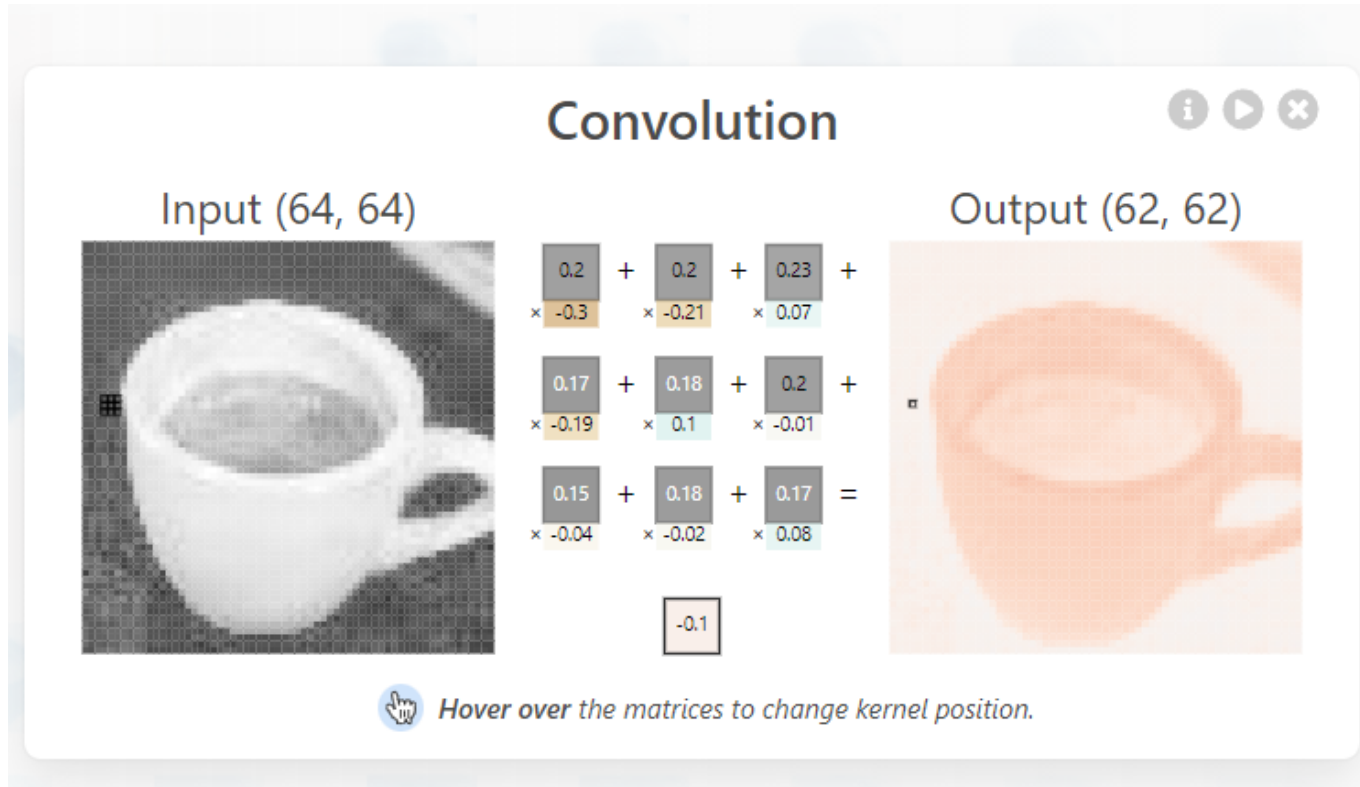 Convolution
Input (64, 64)
Output (62, 62)
0.2 + 0.2 + 0.23 +
× -0.3 × -0.21 × 0.07
0.17 + 0.18 + 0.2 +
× -0.19 × 0.1 × -0.01
0.15 + 0.18 + 0.17 =
× -0.04 × -0.02 × 0.08
-0.1
Hover over the matrices to change kernel position.